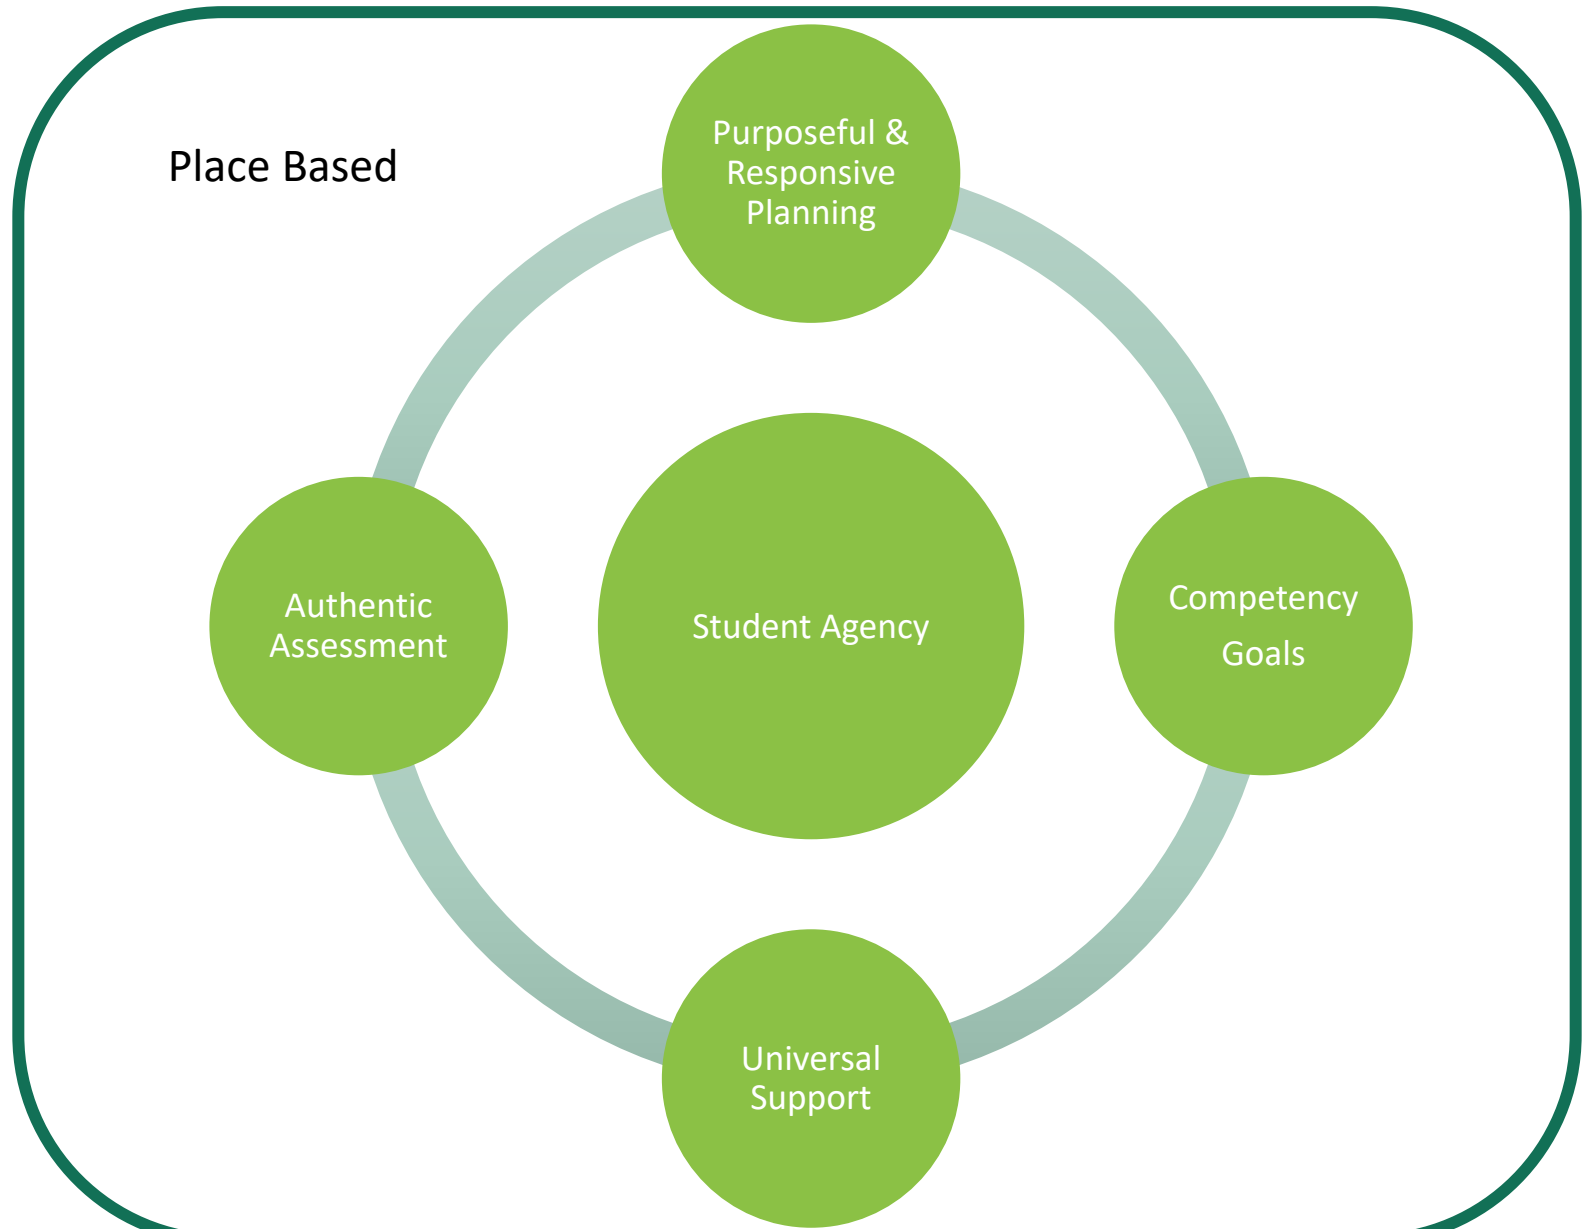 Place Based
Purposeful &
Responsive
Planning
Authentic
Assessment
Student Agency
Competency
Goals
Universal
Support